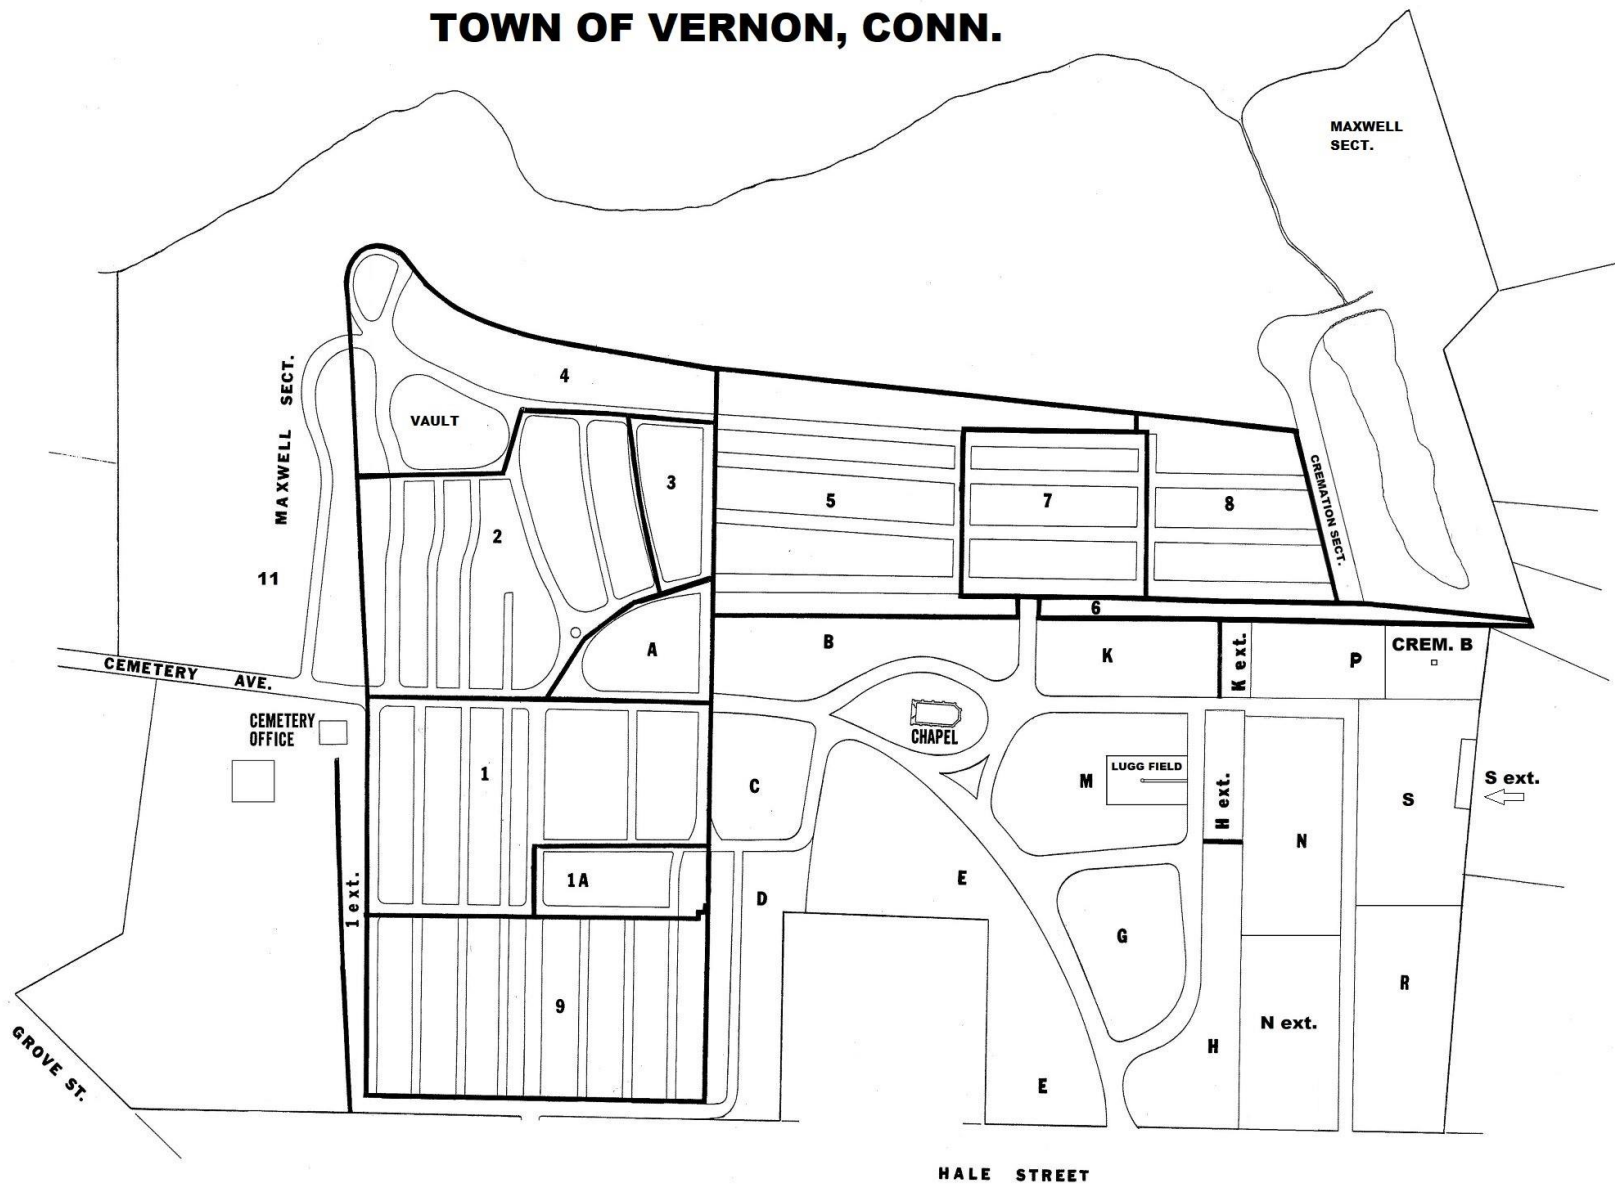 TOWN OF VERNON, CONN.
MAXWELL
SECT.
MAXWELL SECT.
4
VAULT
3
2
5
7
8
CREMATION SECT.
11
6
A
B
K
K ext.
P
CREM. B
CEMETERY AVE.
CEMETERY
OFFICE
CHAPEL
1
C
M
LUGG FIELD
H ext.
S
S ext.
N
1A
1 ext.
D
E
G
9
R
N ext.
H
E
GROVE ST.
HALE STREET